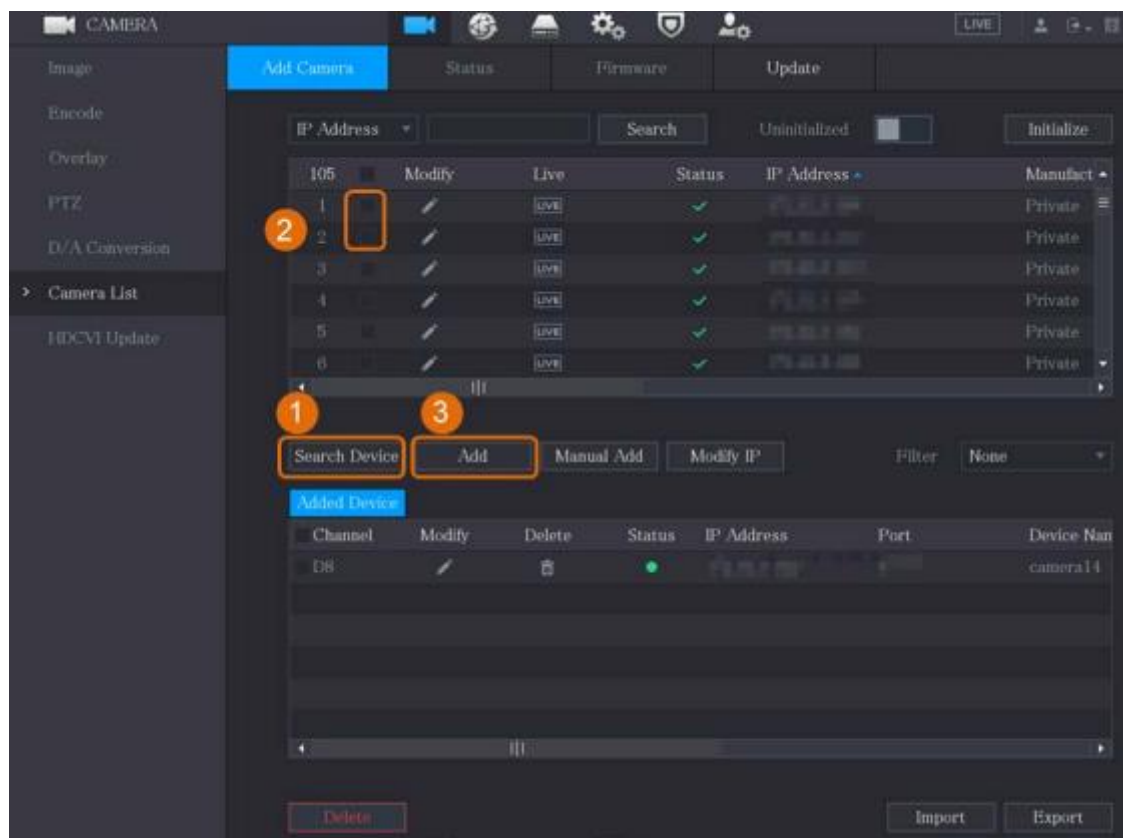 CAMERA LIVE
Image Add Camera Status Firmware Update
Encode
IP Address Search Uninitialized Initialize
Overlay
105 Modify Live Status IP Address Manufact
PTZ
1 LIVE Private
2
D/A Conversion
2 LIVE Private
3 LIVE Private
Camera List
4 LIVE Private
HDCVI Update
5 LIVE Private
6 LIVE Private
1 3
Search Device Add Manual Add Modify IP Filter None
Added Device
Channel Modify Delete Status IP Address Port Device Nam
D8 camera14
Delete Import Export